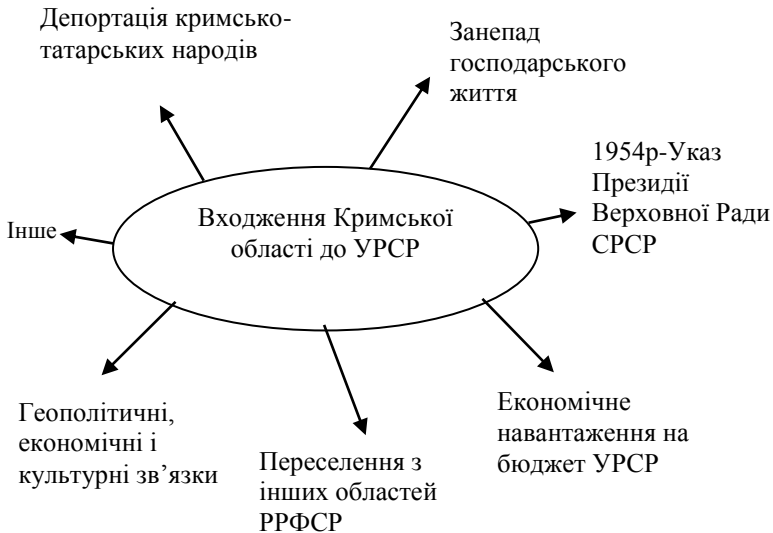 Депортація кримсько-
татарських народів
Занепад
господарського
життя
1954р-Указ
Президії
Верховної Ради
СРСР
Входження Кримської
області до УРСР
Інше
Геополітичні,
економічні і
культурні зв’язки
Переселення з
інших областей
РРФСР
Економічне
навантаження на
бюджет УРСР